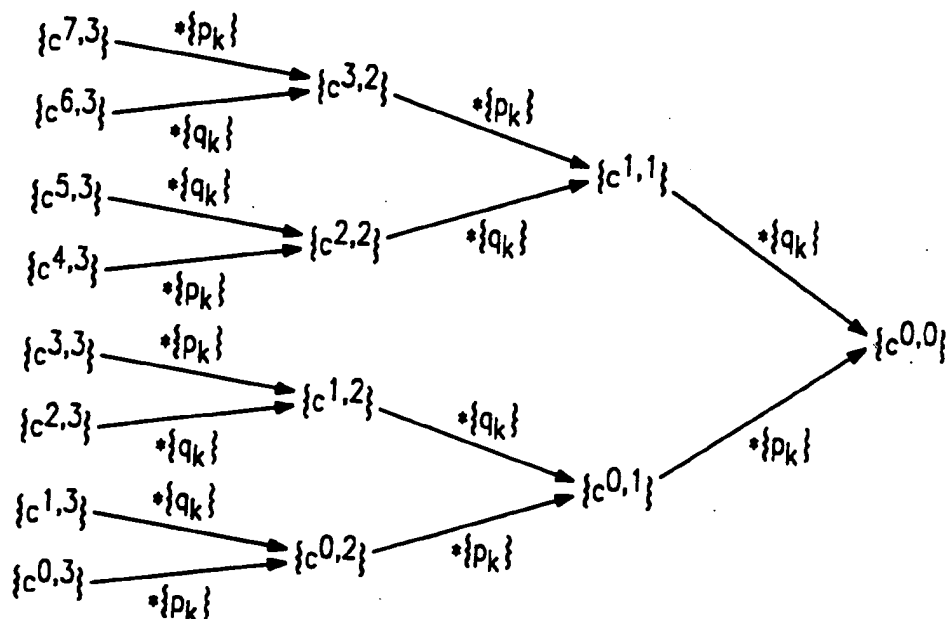 {c^7,3}
*{p_k}
{c^6,3}
*{q_k}
{c^3,2}
*{p_k}
{c^5,3}
*{q_k}
{c^4,3}
*{p_k}
{c^2,2}
*{q_k}
{c^1,1}
*{q_k}
{c^3,3}
*{p_k}
{c^2,3}
*{q_k}
{c^1,2}
*{q_k}
{c^1,3}
*{q_k}
{c^0,3}
*{p_k}
{c^0,2}
*{p_k}
{c^0,1}
*{p_k}
{c^0,0}